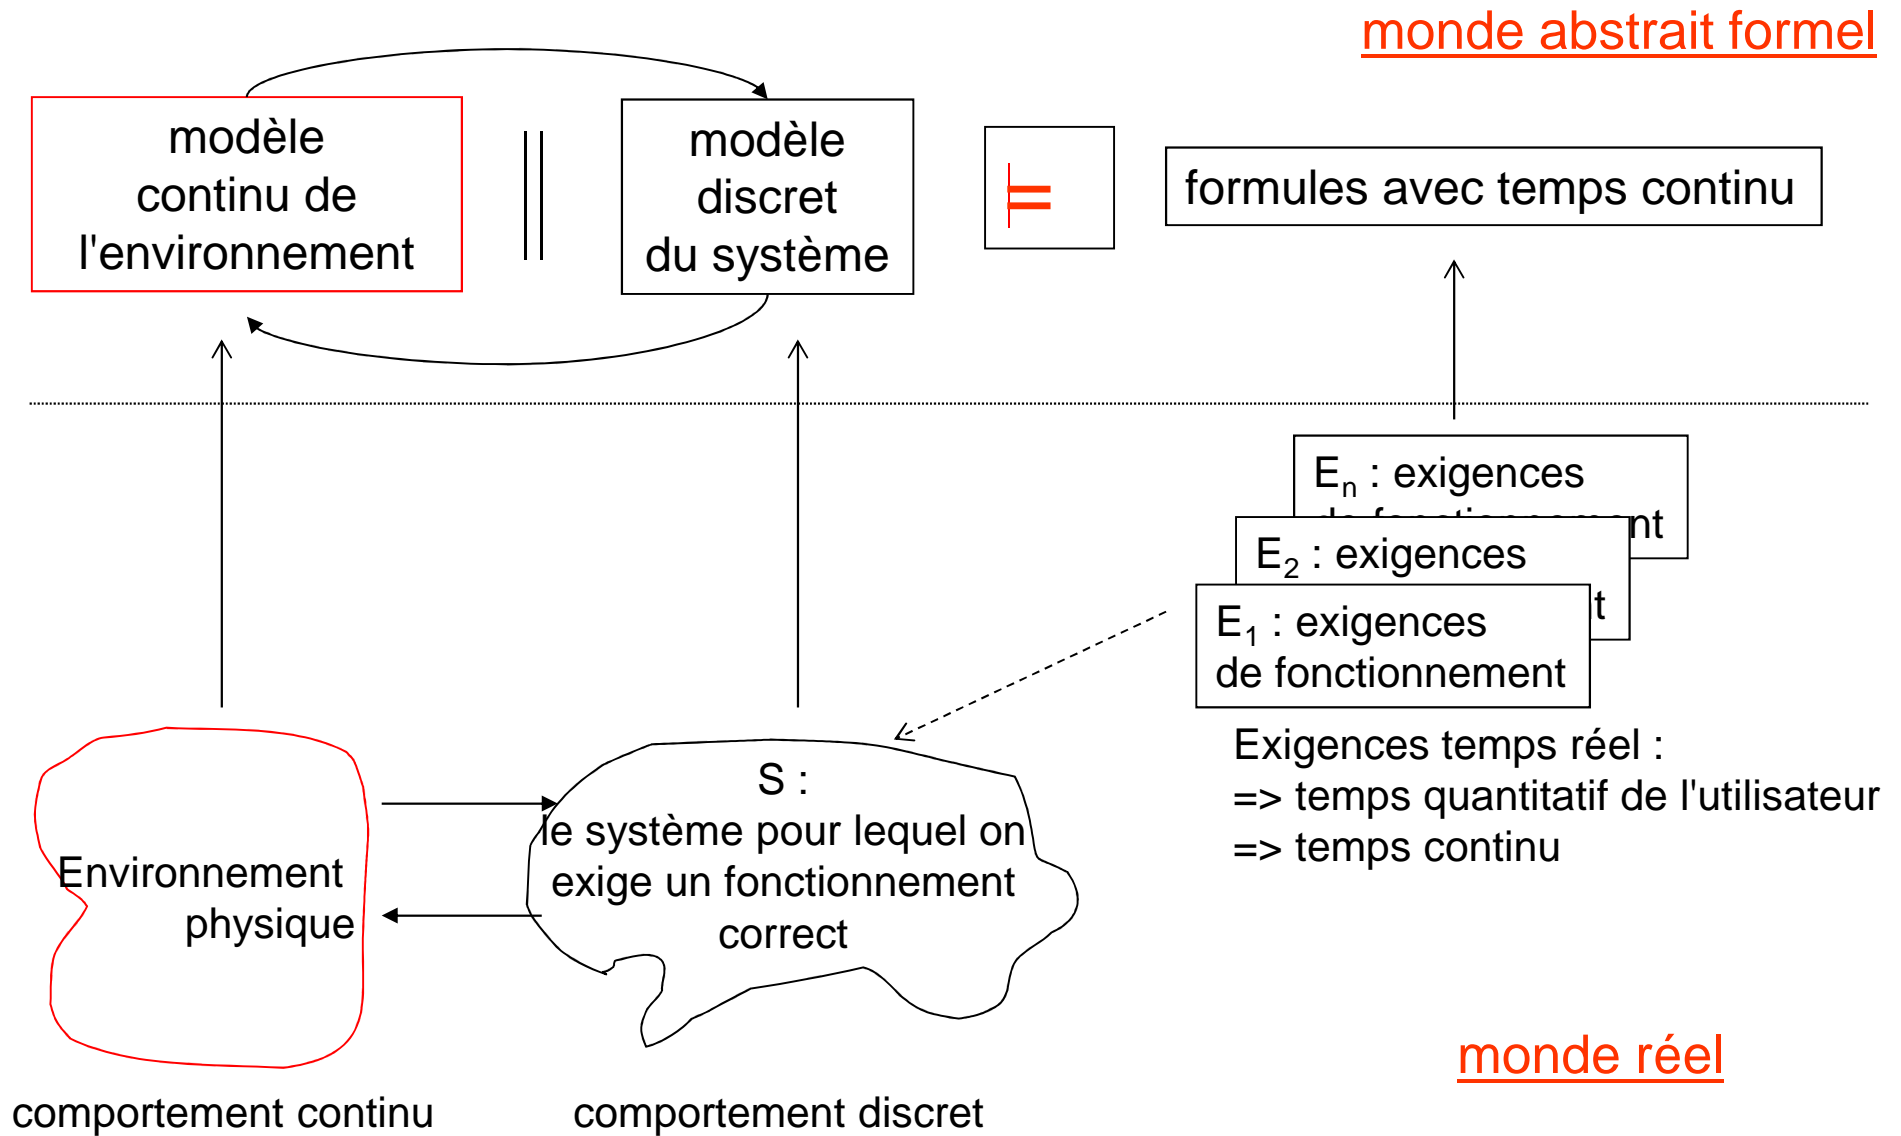 monde abstrait formel
modèle
continu de
l'environnement
modèle
discret
du système
formules avec temps continu
En : exigences
de fonctionnement
E2 : exigences
E1 : exigences
de fonctionnement
Exigences temps réel :
=> temps quantitatif de l'utilisateur
=> temps continu
Environnement
physique
S :
le système pour lequel on
exige un fonctionnement
correct
monde réel
comportement continu
comportement discret